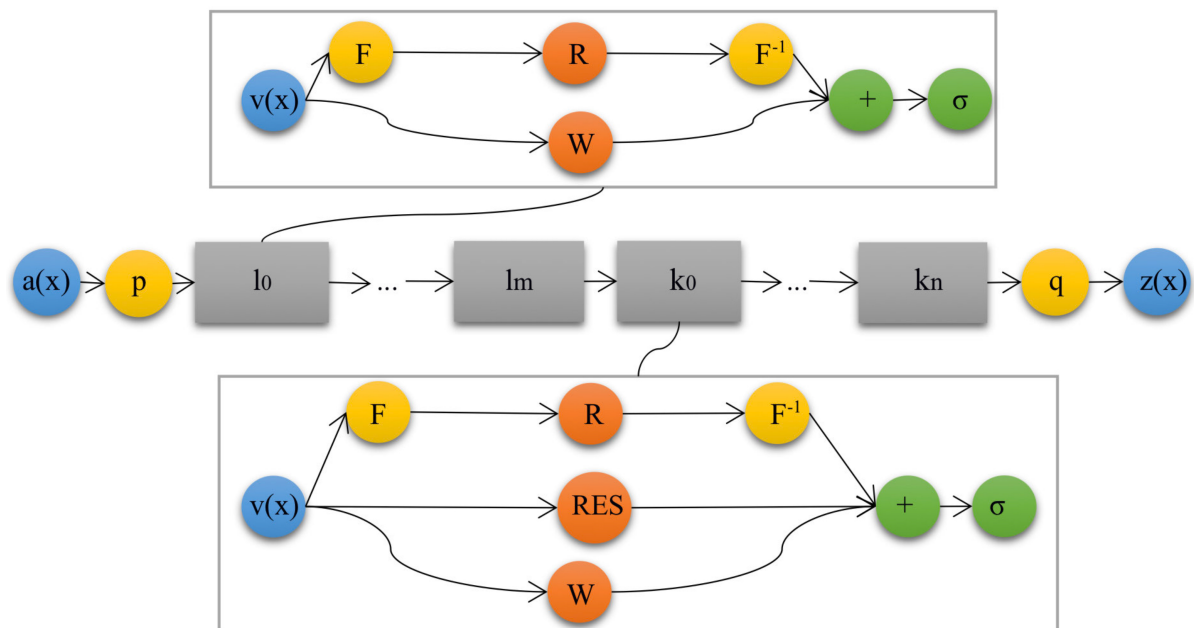 F R F⁻¹
v(x) + σ
W
a(x) p l0 ... lm k0 ... kn q z(x)
F R F⁻¹
v(x) RES + σ
W